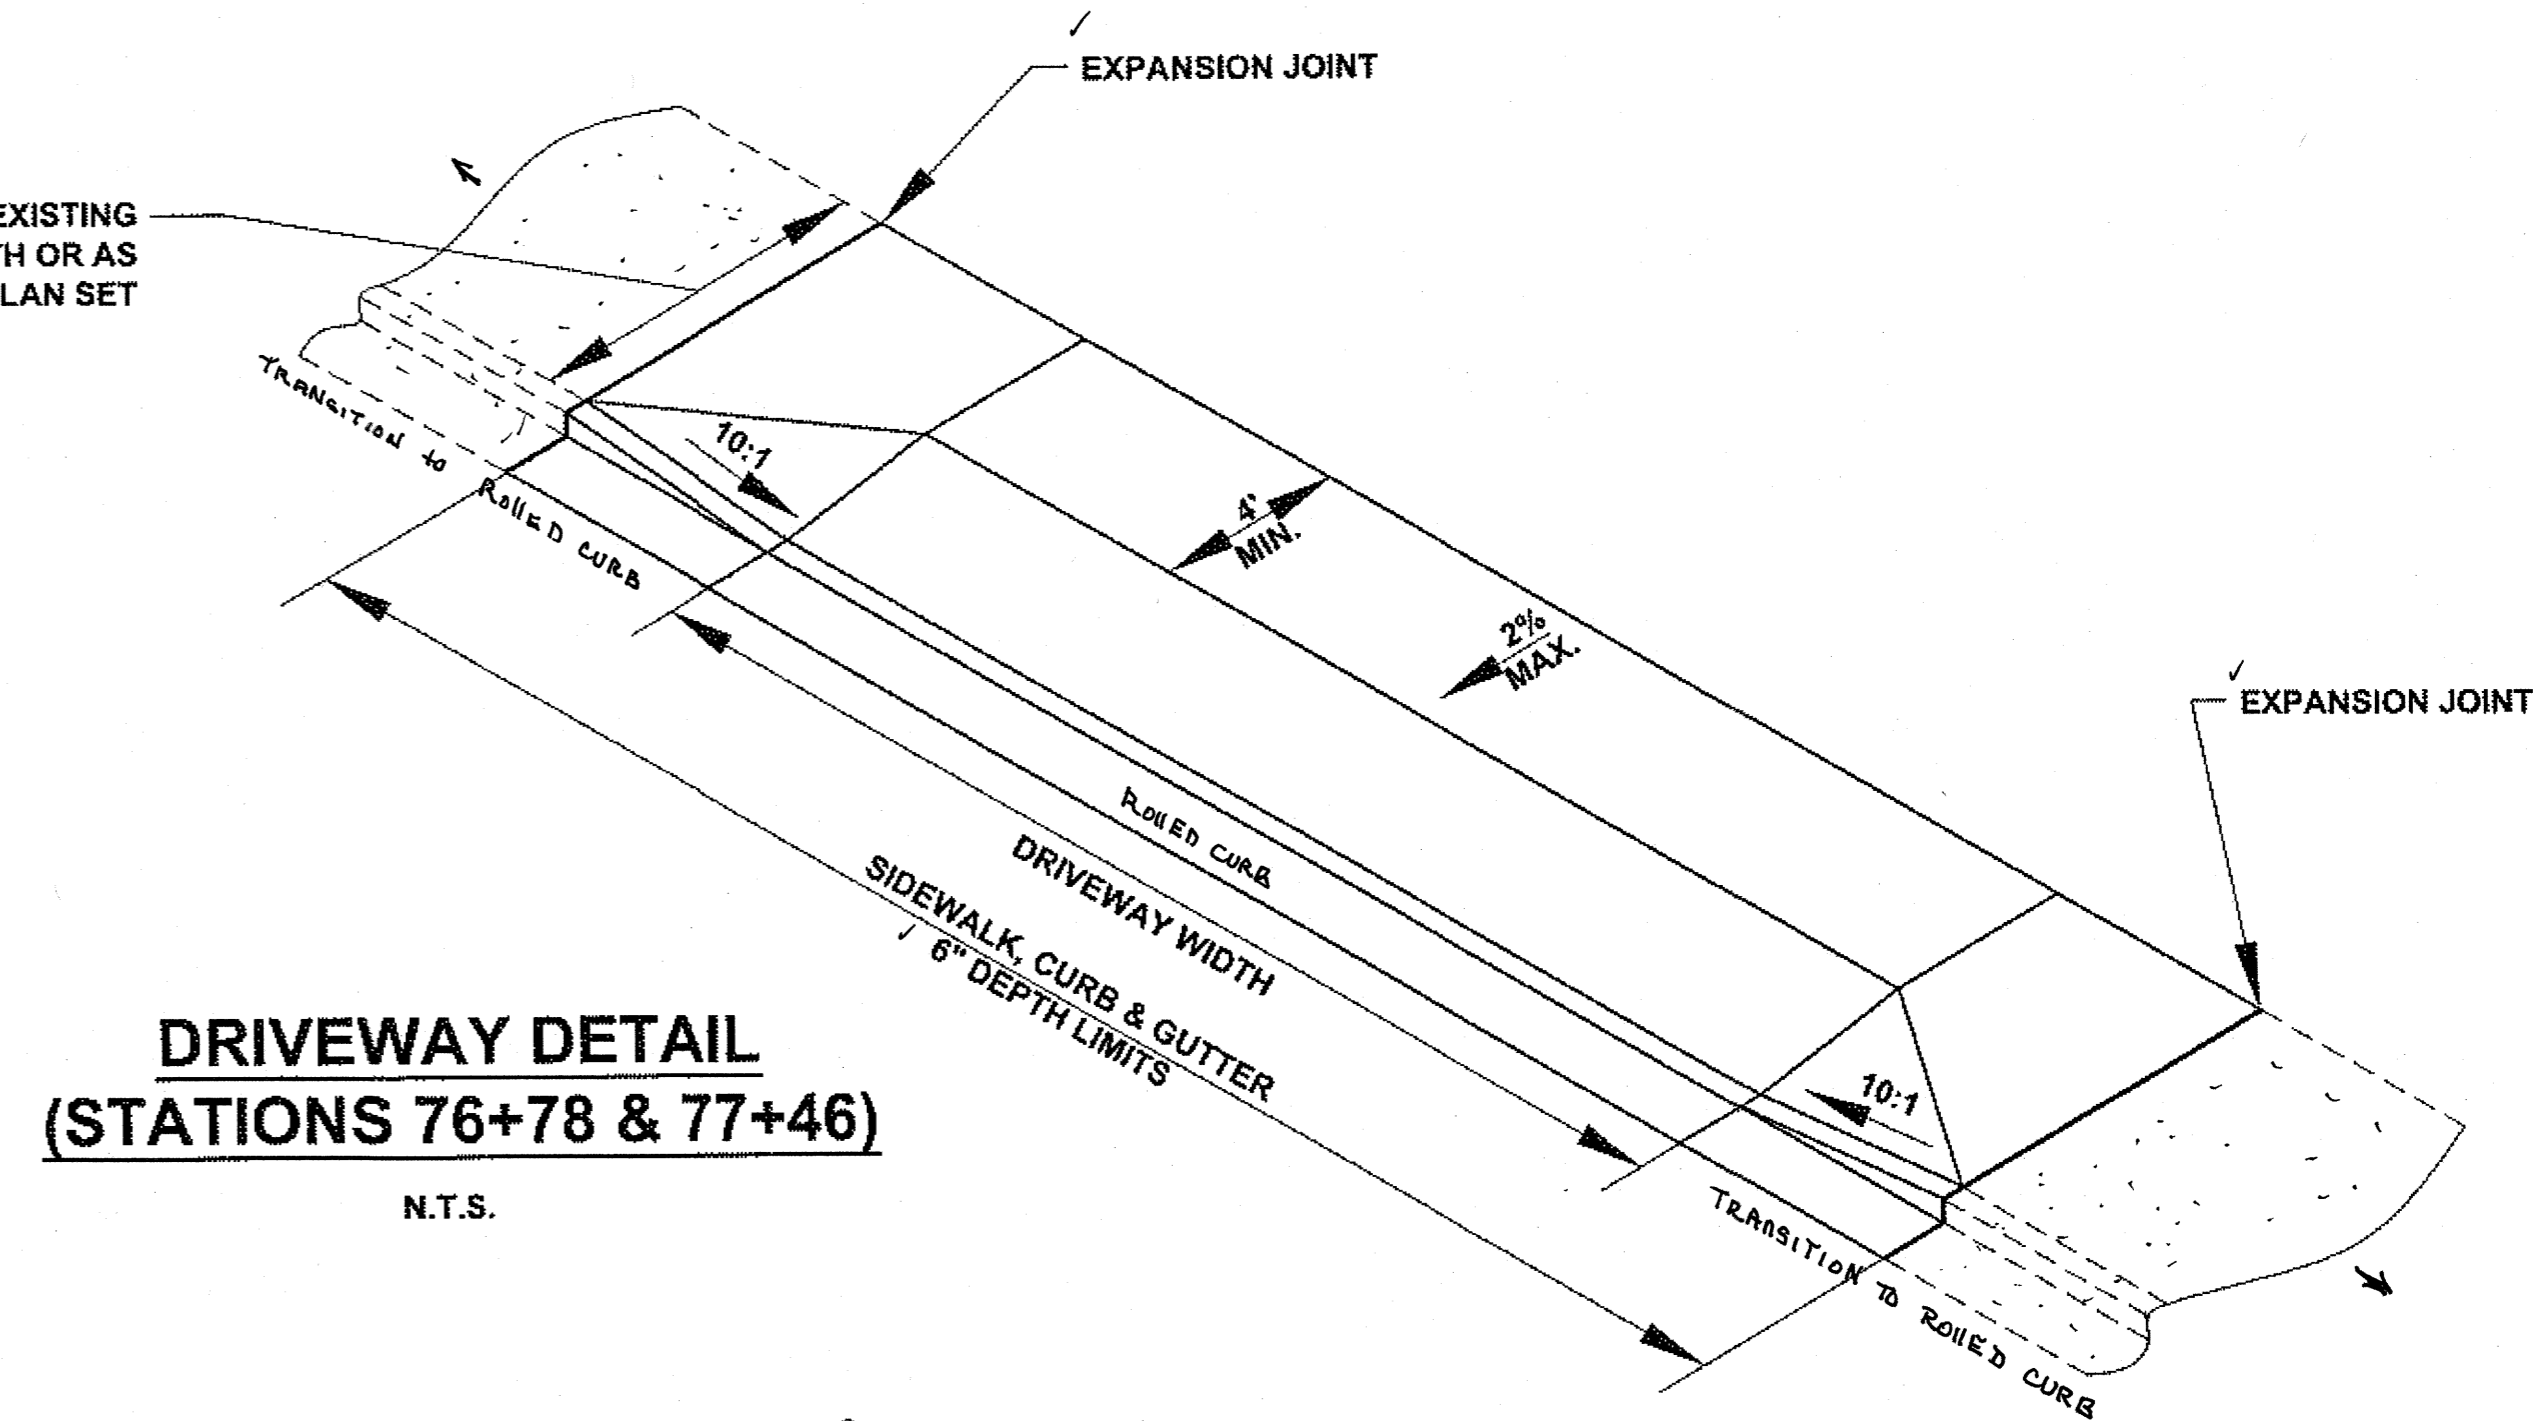 EXPANSION JOINT
EXISTING
TH OR AS
LAN SET
TRANSITION to Rolled CURB
10:1
4'
MIN.
2%
MAX.
EXPANSION JOINT
Rolled CURB
DRIVEWAY WIDTH
SIDEWALK, CURB & GUTTER
6" DEPTH LIMITS
10:1
TRANSITION TO ROllED CURB
DRIVEWAY DETAIL
(STATIONS 76+78 & 77+46)
N.T.S.